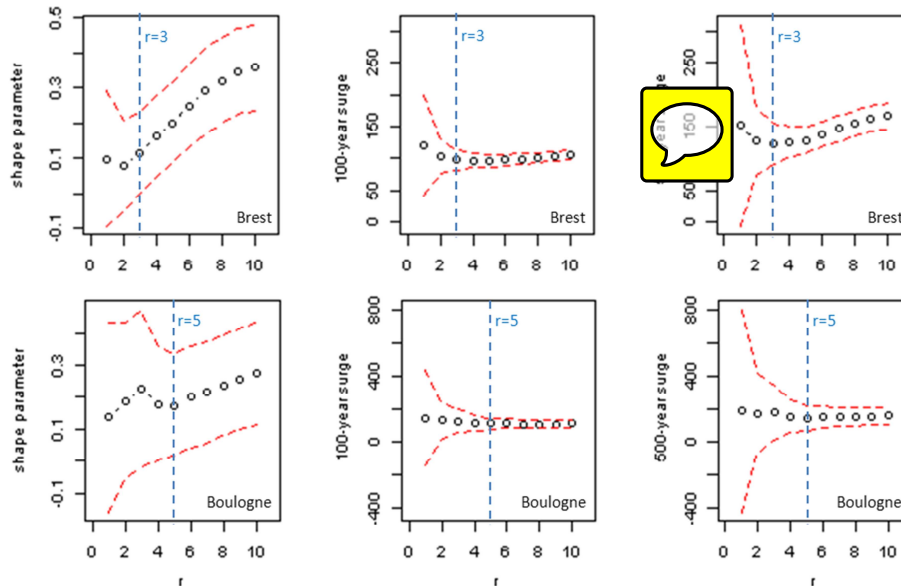 shape parameter
0.5
0.3
0.1
-0.1
r=3
Brest
0 2 4 6 8 10
100-year surge
250
150
50
0
r=3
Brest
0 2 4 6 8 10
year surge
250
150
50
0
r=3
Brest
0 2 4 6 8 10
shape parameter
0.3
0.1
-0.1
r=5
Boulogne
0 2 4 6 8 10
r
100-year surge
800
400
0
-400
r=5
Boulogne
0 2 4 6 8 10
r
500-year surge
800
400
0
-400
r=5
Boulogne
0 2 4 6 8 10
r